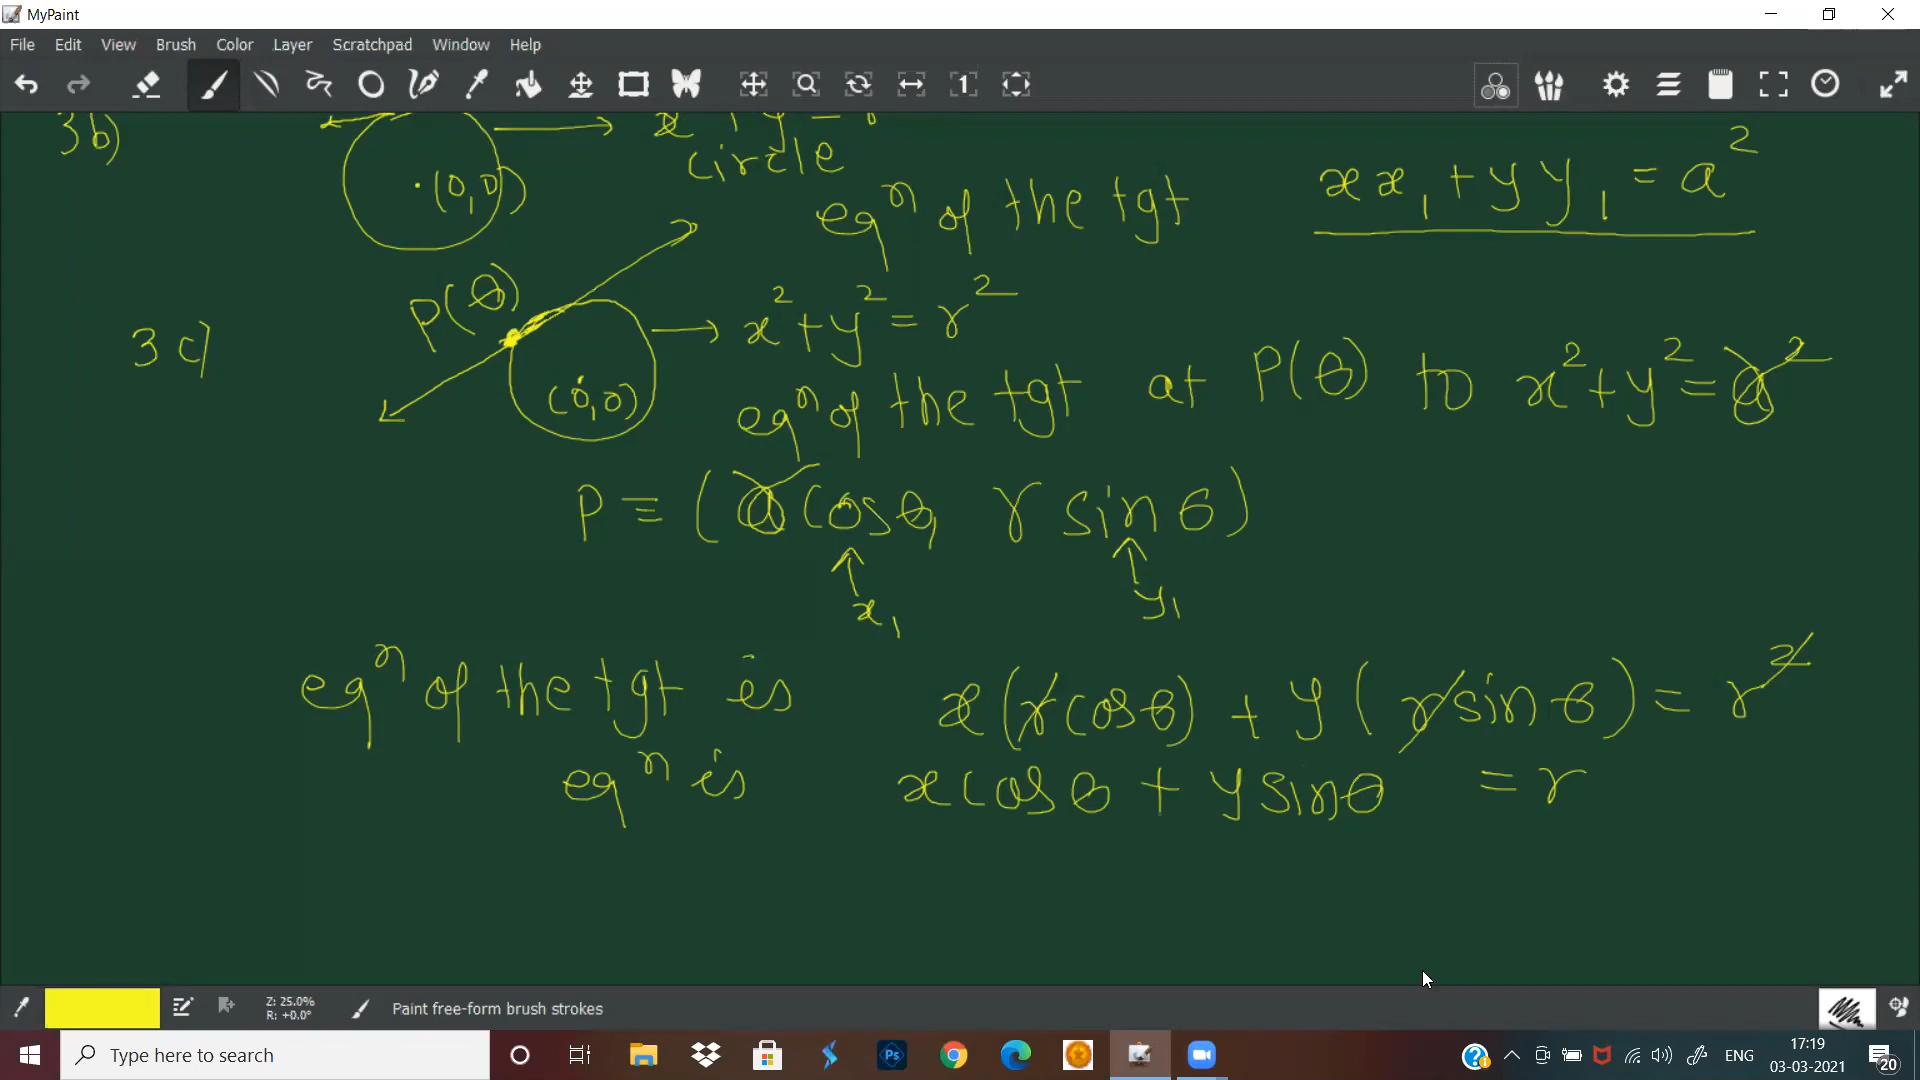 MyPaint
File Edit View Brush Color Layer Scratchpad Window Help
3b)
(0,0)
circle
eqⁿ of the tgt
xx₁ + yy₁ = a²
3c)
P(θ)
(0,0)
x² + y² = r²
eqⁿ of the tgt at P(θ) to x² + y² = a²
P ≡ (a cosθ, r sinθ)
x₁
y₁
eqⁿ of the tgt is x(r cosθ) + y(r sinθ) = r²
eqⁿ is x cosθ + y sinθ = r
Z: 25.0%
R: +0.0°
Paint free-form brush strokes
Type here to search
Ps
ENG
17:19
03-03-2021
20